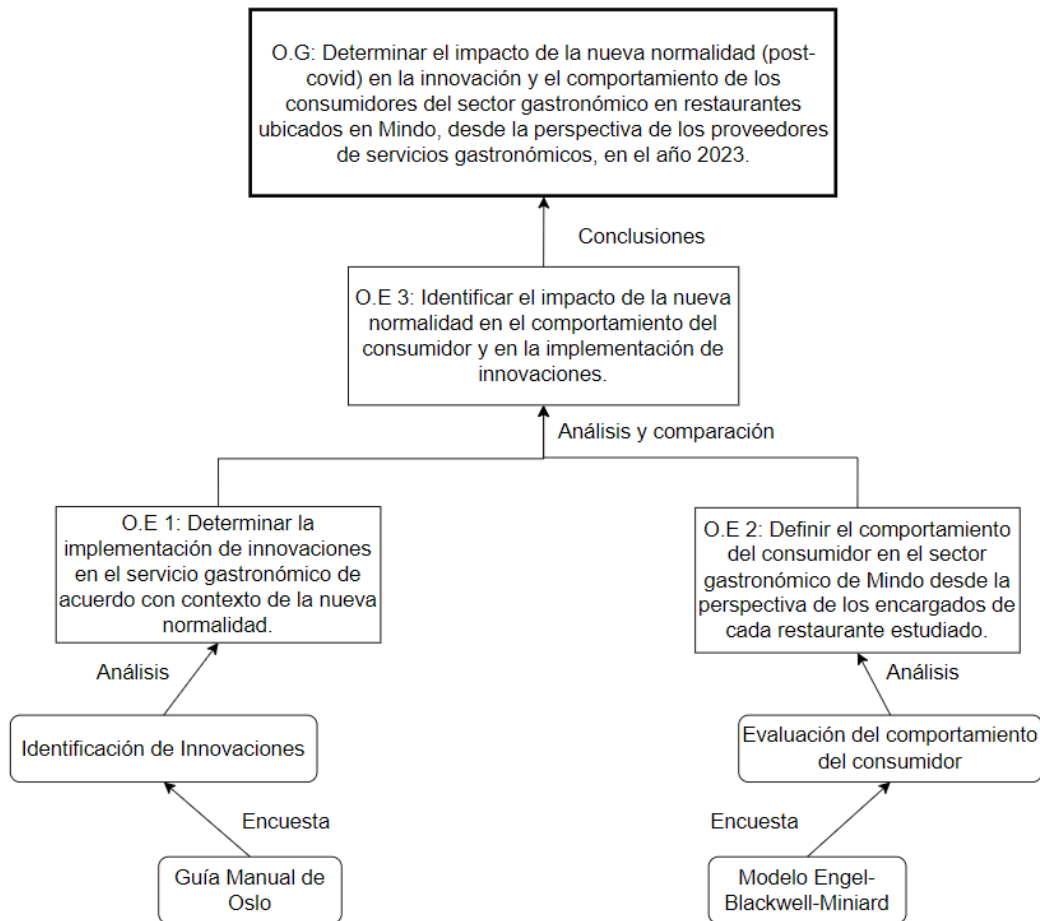 O.G: Determinar el impacto de la nueva normalidad (post-
covid) en la innovación y el comportamiento de los
consumidores del sector gastronómico en restaurantes
ubicados en Mindo, desde la perspectiva de los proveedores
de servicios gastronómicos, en el año 2023.
Conclusiones
O.E 3: Identificar el impacto de la nueva
normalidad en el comportamiento del
consumidor y en la implementación de
innovaciones.
Análisis y comparación
O.E 1: Determinar la
implementación de innovaciones
en el servicio gastronómico de
acuerdo con contexto de la nueva
normalidad.
O.E 2: Definir el comportamiento
del consumidor en el sector
gastronómico de Mindo desde la
perspectiva de los encargados de
cada restaurante estudiado.
Análisis
Análisis
Identificación de Innovaciones
Evaluación del comportamiento
del consumidor
Encuesta
Encuesta
Guía Manual de
Oslo
Modelo Engel-
Blackwell-Miniard